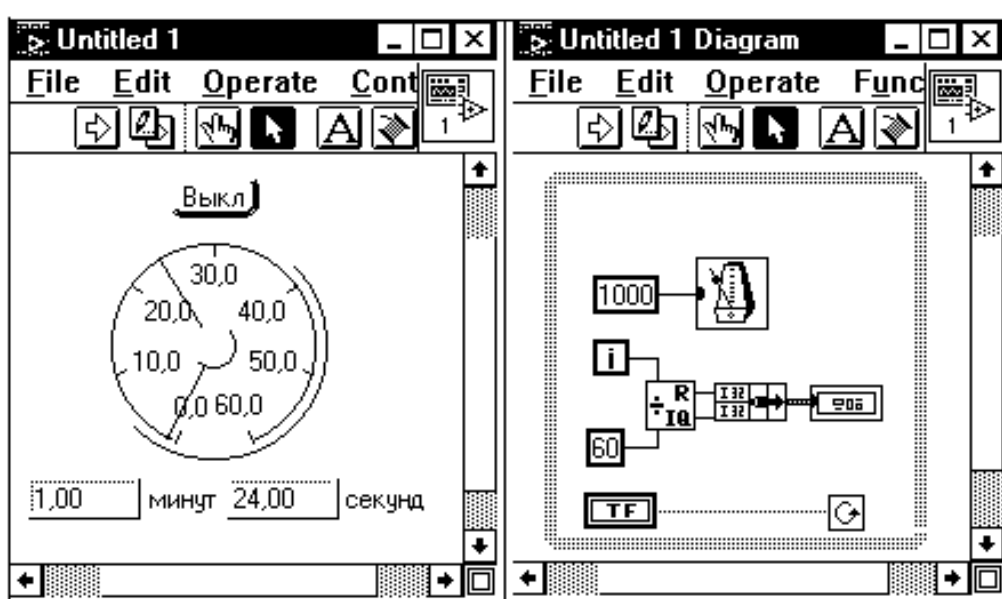 Untitled 1
File Edit Operate Cont
A 1
Выкл
30,0
20,0 40,0
10,0 50,0
0,0 60,0
1,00 минут 24,00 секунд
Untitled 1 Diagram
File Edit Operate Func
A 1
1000
i
÷ R
IQ
I32
I32
60
TF